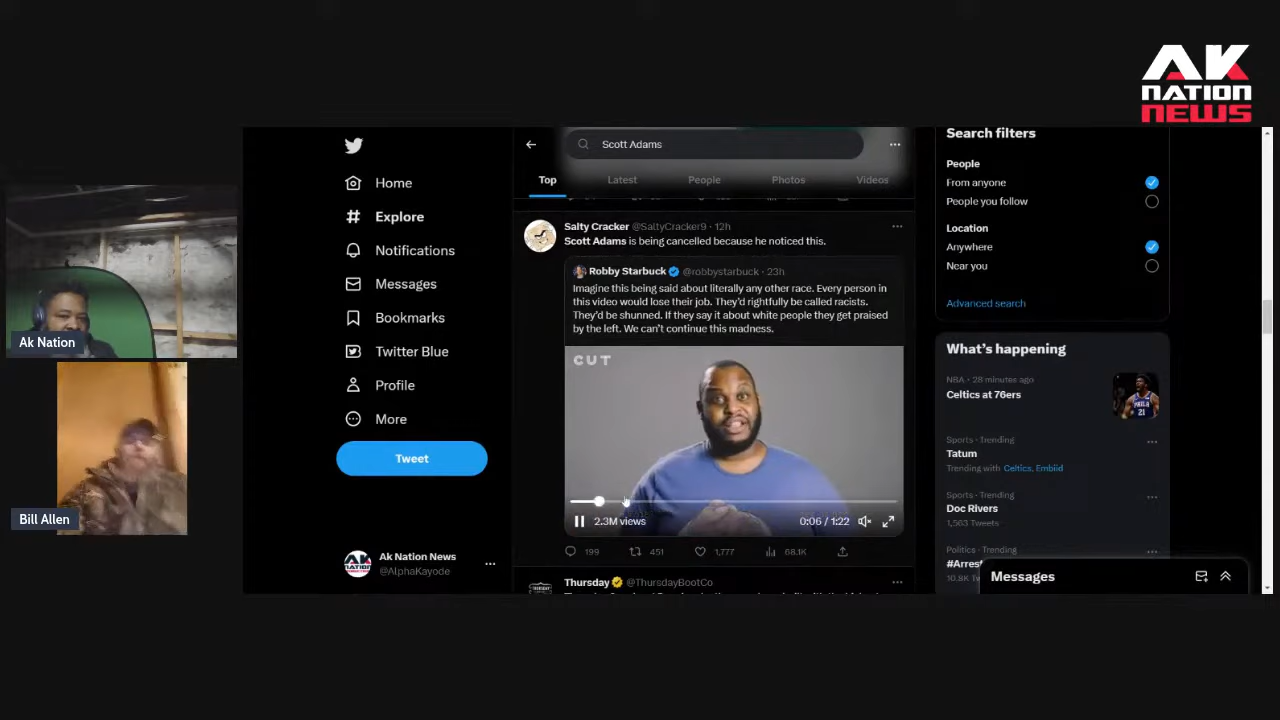 AK
NATION
NEWS
Ak Nation
Bill Allen
Home
Explore
Notifications
Messages
Bookmarks
Twitter Blue
Profile
More
Tweet
Ak Nation News
@AlphaKayode
Scott Adams
Top
Latest
People
Photos
Videos
Salty Cracker @SaltyCracker9 · 12h
Scott Adams is being cancelled because he noticed this.
Robby Starbuck @robbystarbuck · 23h
Imagine this being said about literally any other race. Every person in
this video would lose their job. They'd rightfully be called racists.
They'd be shunned. If they say it about white people they get praised
by the left. We can't continue this madness.
CUT
2.3M views
0:06 / 1:22
199
451
1,777
68.1K
Thursday @ThursdayBootCo
Search filters
People
From anyone
People you follow
Location
Anywhere
Near you
Advanced search
What's happening
NBA · 28 minutes ago
Celtics at 76ers
Sports · Trending
Tatum
Trending with Celtics, Embiid
Sports · Trending
Doc Rivers
1,503 Tweets
Politics · Trending
Messages